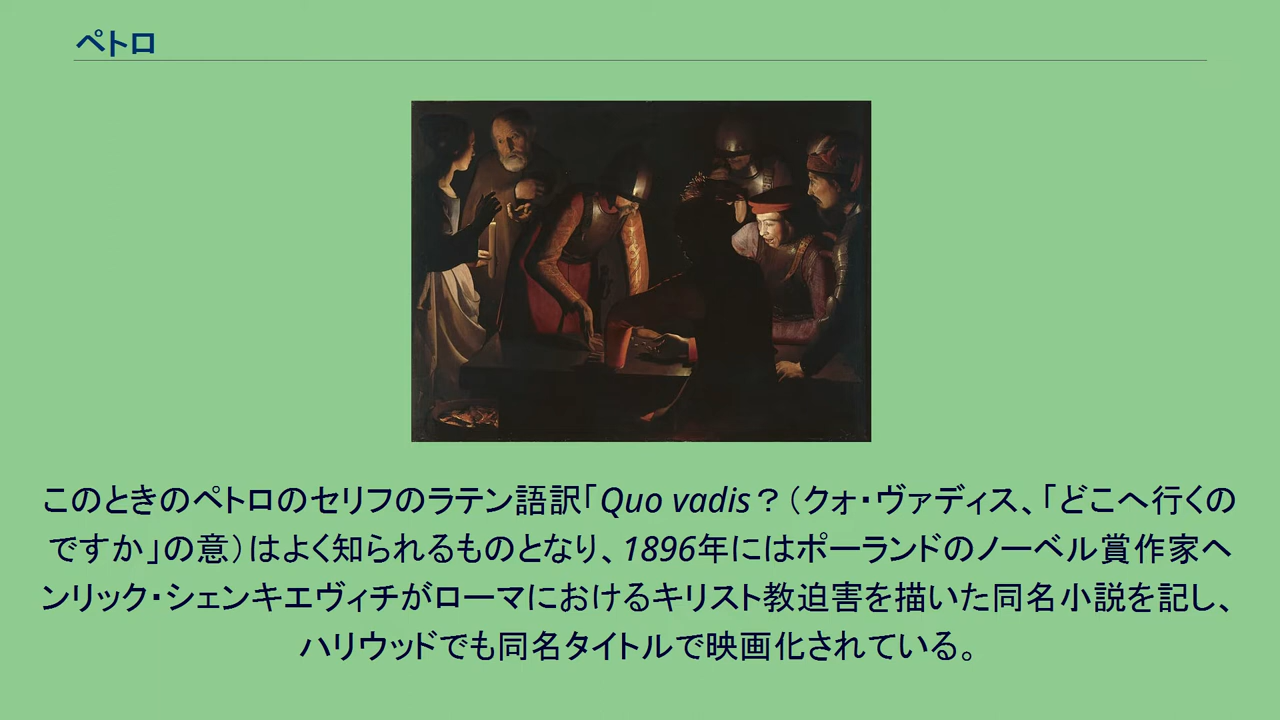 ペトロ
このときのペトロのセリフのラテン語訳「Quo vadis？（クォ・ヴァディス、「どこへ行くの
ですか」の意）はよく知られるものとなり、1896年にはポーランドのノーベル賞作家ヘ
ンリック・シェンキエヴィチがローマにおけるキリスト教迫害を描いた同名小説を記し、
ハリウッドでも同名タイトルで映画化されている。